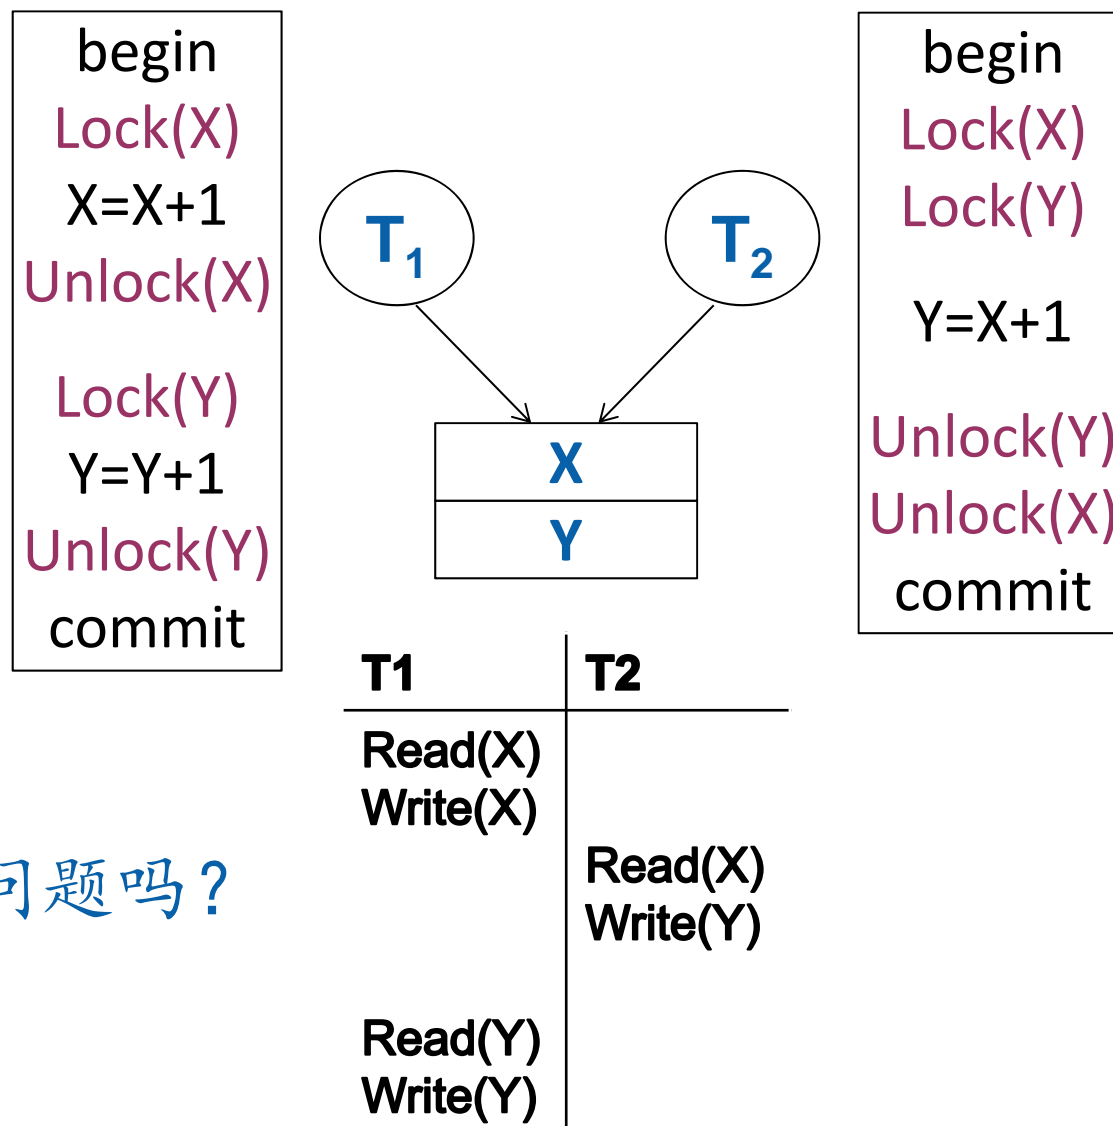 begin
Lock(X)
X=X+1
Unlock(X)
Lock(Y)
Y=Y+1
Unlock(Y)
commit
T1
T2
X
Y
begin
Lock(X)
Lock(Y)
Y=X+1
Unlock(Y)
Unlock(X)
commit
T1 T2
Read(X)
Write(X)
Read(X)
Write(Y)
Read(Y)
Write(Y)
问题吗？